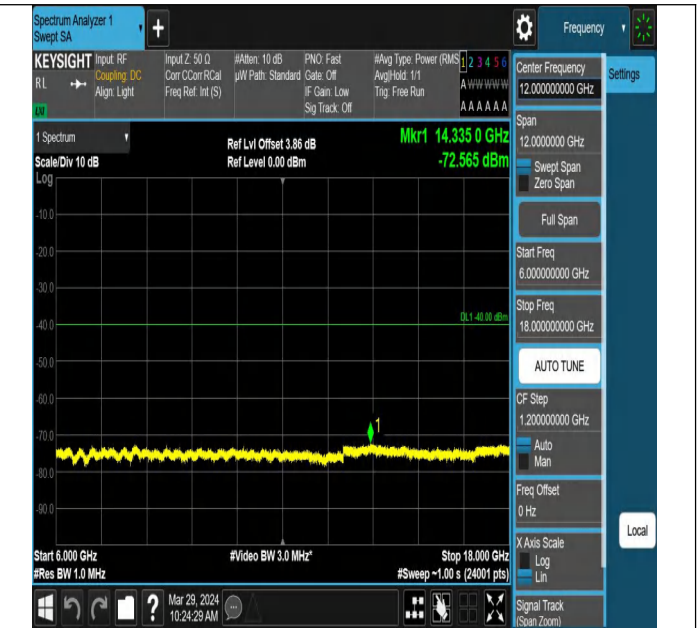 Spectrum Analyzer 1
Swept SA
Frequency
KEYSIGHT
RL
LXI
Input: RF
Coupling: DC
Align: Light
Input Z: 50 Ω
Corr CCorr RCal
Freq Ref: Int (S)
#Atten: 10 dB
µW Path: Standard
PNO: Fast
Gate: Off
IF Gain: Low
Sig Track: Off
#Avg Type: Power (RMS
Avg|Hold: 1/1
Trig: Free Run
1 2 3 4 5 6
A W W W W W
A A A A A A
Center Frequency
12.000000000 GHz
Settings
Span
12.0000000 GHz
Swept Span
Zero Span
Full Span
Start Freq
6.000000000 GHz
Stop Freq
18.000000000 GHz
AUTO TUNE
CF Step
1.200000000 GHz
Auto
Man
Freq Offset
0 Hz
X Axis Scale
Log
Lin
Signal Track
(Span Zoom)
Local
1 Spectrum
Scale/Div 10 dB
Log
Ref Lvl Offset 3.86 dB
Ref Level 0.00 dBm
Mkr1 14.335 0 GHz
-72.565 dBm
-10.0
-20.0
-30.0
DL1 -40.00 dBm
-40.0
-50.0
-60.0
1
-70.0
-80.0
-90.0
Start 6.000 GHz
#Res BW 1.0 MHz
#Video BW 3.0 MHz*
Stop 18.000 GHz
#Sweep ~1.00 s (24001 pts)
Mar 29, 2024
10:24:29 AM